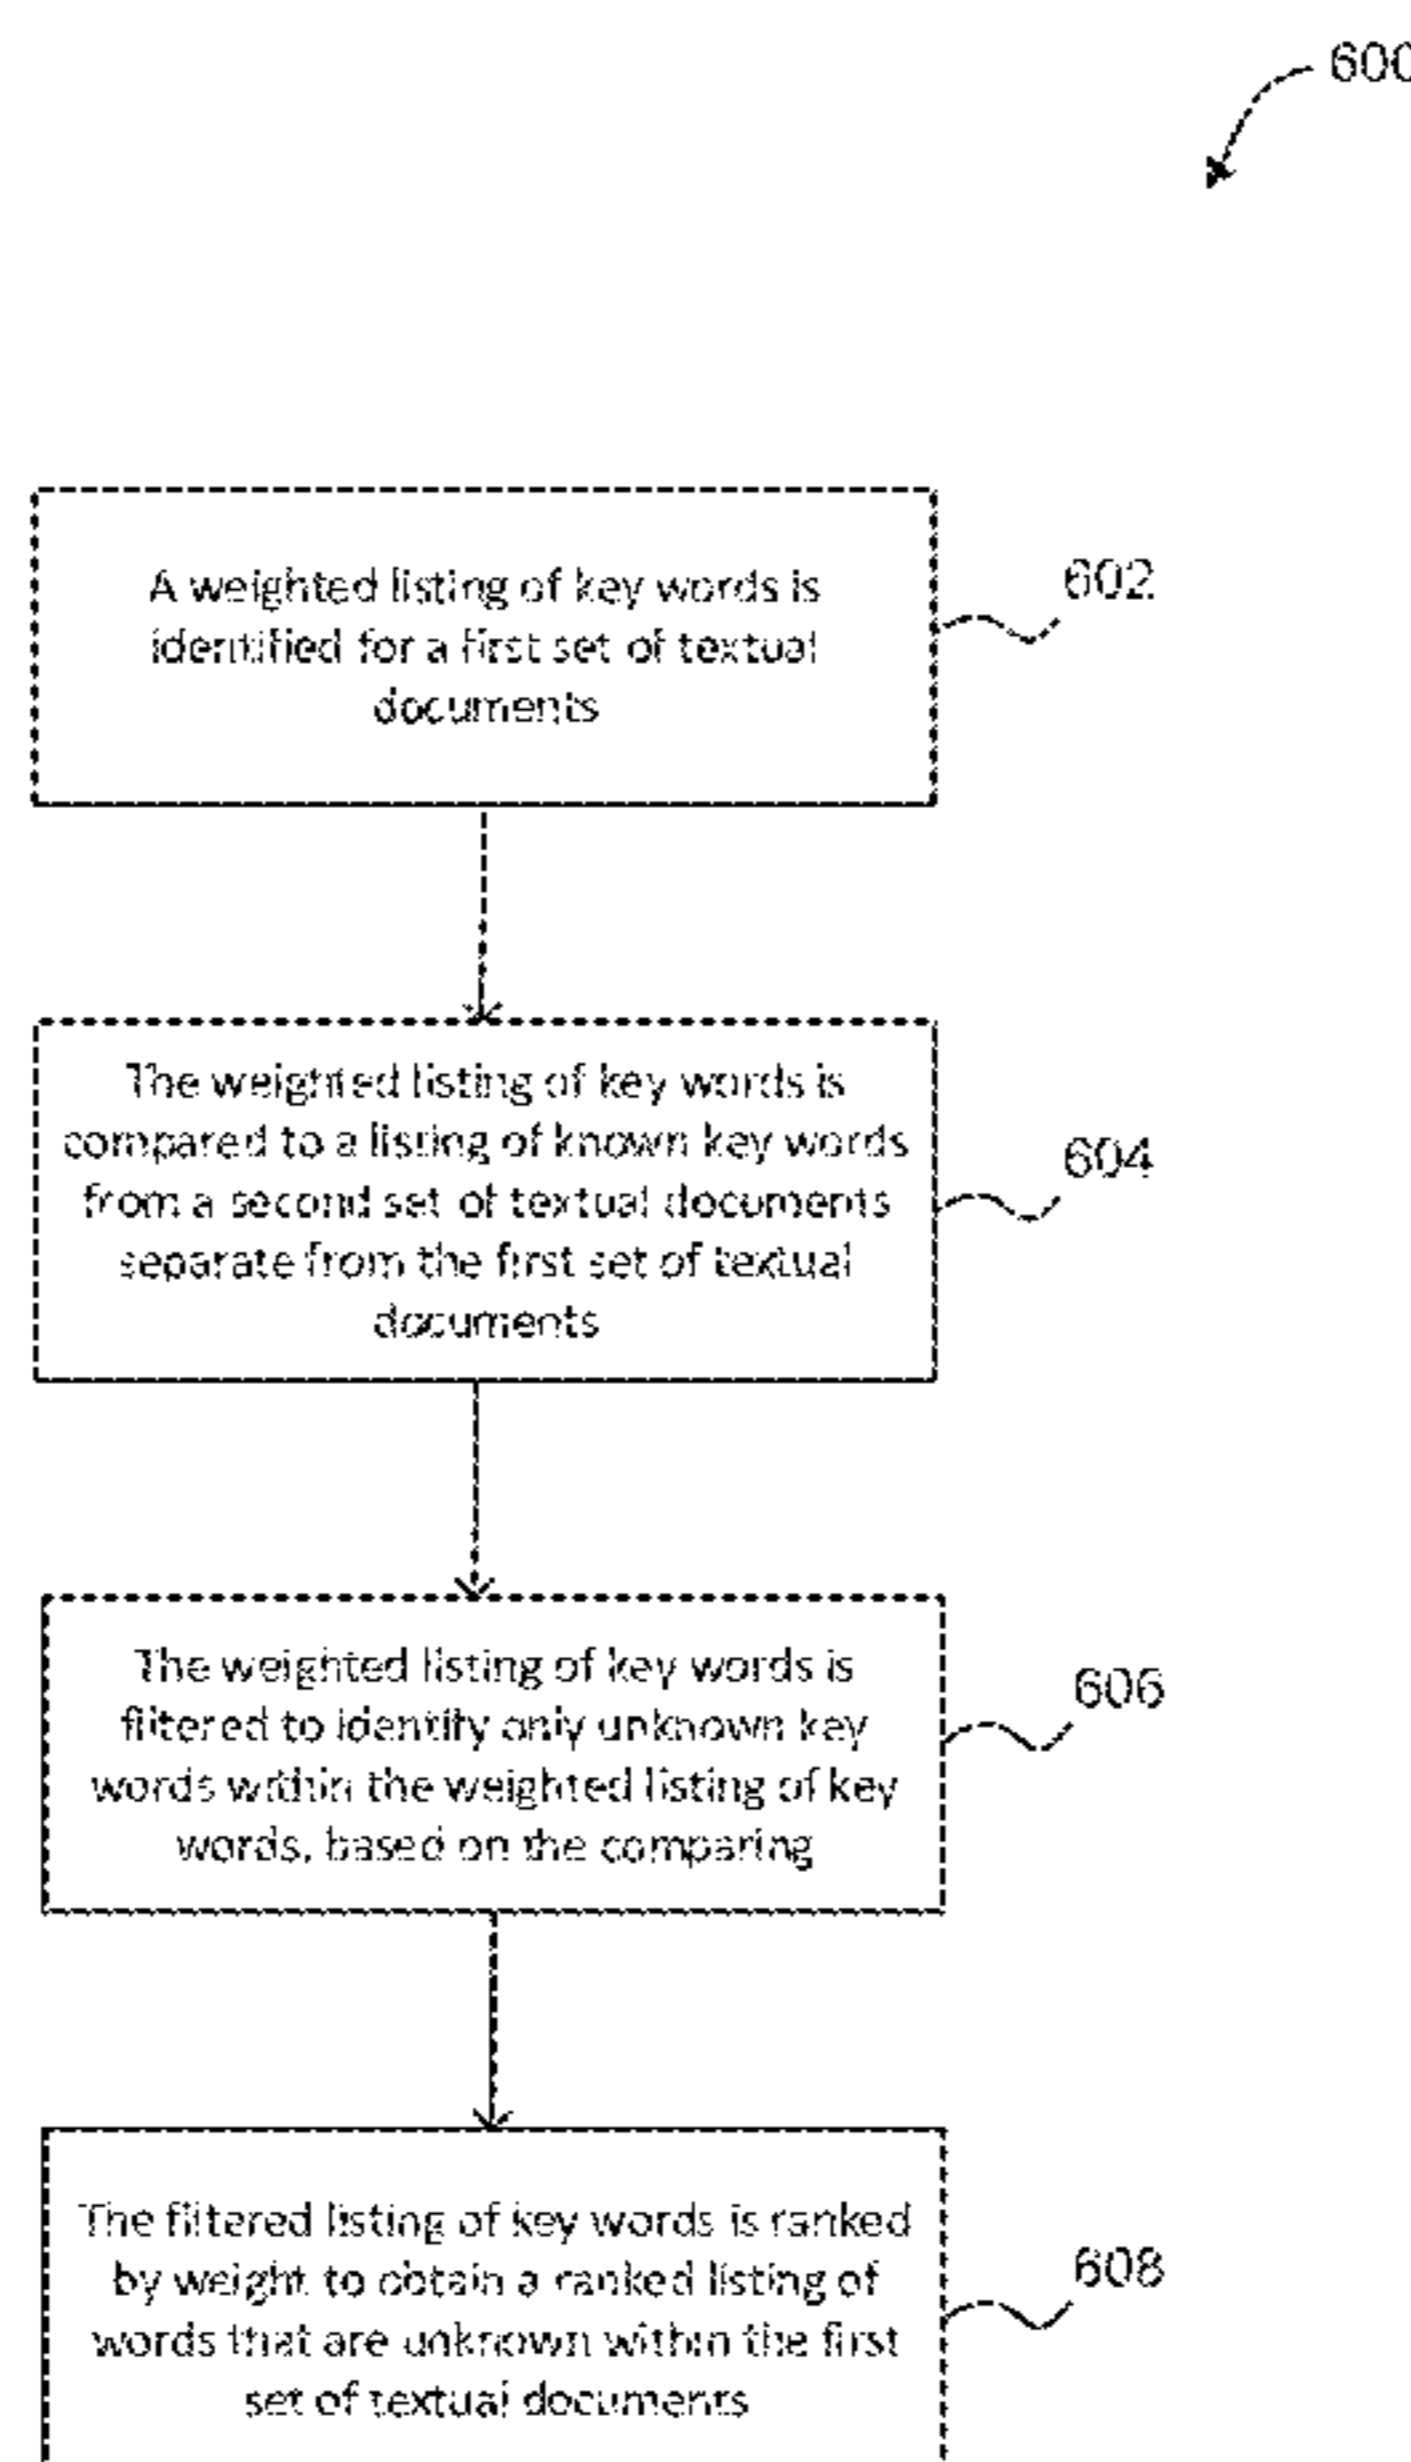 600
A weighted listing of key words is
identified for a first set of textual
documents
602
The weighted listing of key words is
compared to a listing of known key words
from a second set of textual documents
separate from the first set of textual
documents
604
The weighted listing of key words is
filtered to identify only unknown key
words within the weighted listing of key
words, based on the comparing
606
The filtered listing of key words is ranked
by weight to obtain a ranked listing of
words that are unknown within the first
set of textual documents
608